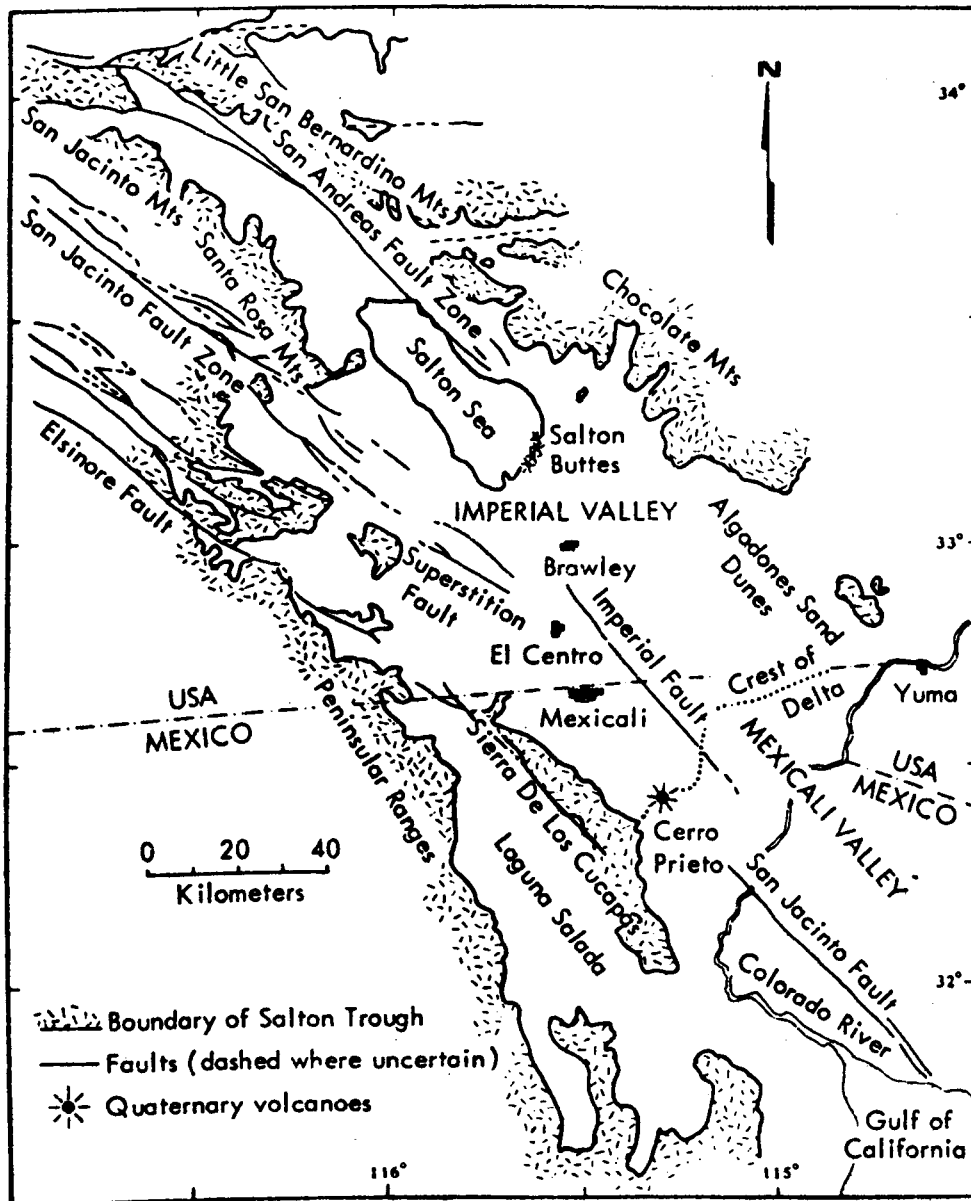 N
34°
Little San Bernardino Mts
San Andreas Fault Zone
San Jacinto Mts
Santa Rosa Mts
San Jacinto Fault Zone
Chocolate Mts
Salton Sea
Salton
Buttes
Elsinore Fault
IMPERIAL VALLEY
Algadones Sand
Dunes
33°
Brawley
Superstition
Fault
Imperial Fault
El Centro
Crest of
Delta
Yuma
USA
MEXICO
Mexicali
Peninsular Ranges
Sierra De Los Cucapas
MEXICALI VALLEY
USA
MEXICO
0 20 40
Kilometers
Cerro
Prieto
Laguna Salada
San Jacinto Fault
Colorado River
32°
Boundary of Salton Trough
Faults (dashed where uncertain)
Quaternary volcanoes
Gulf of
California
116°
115°